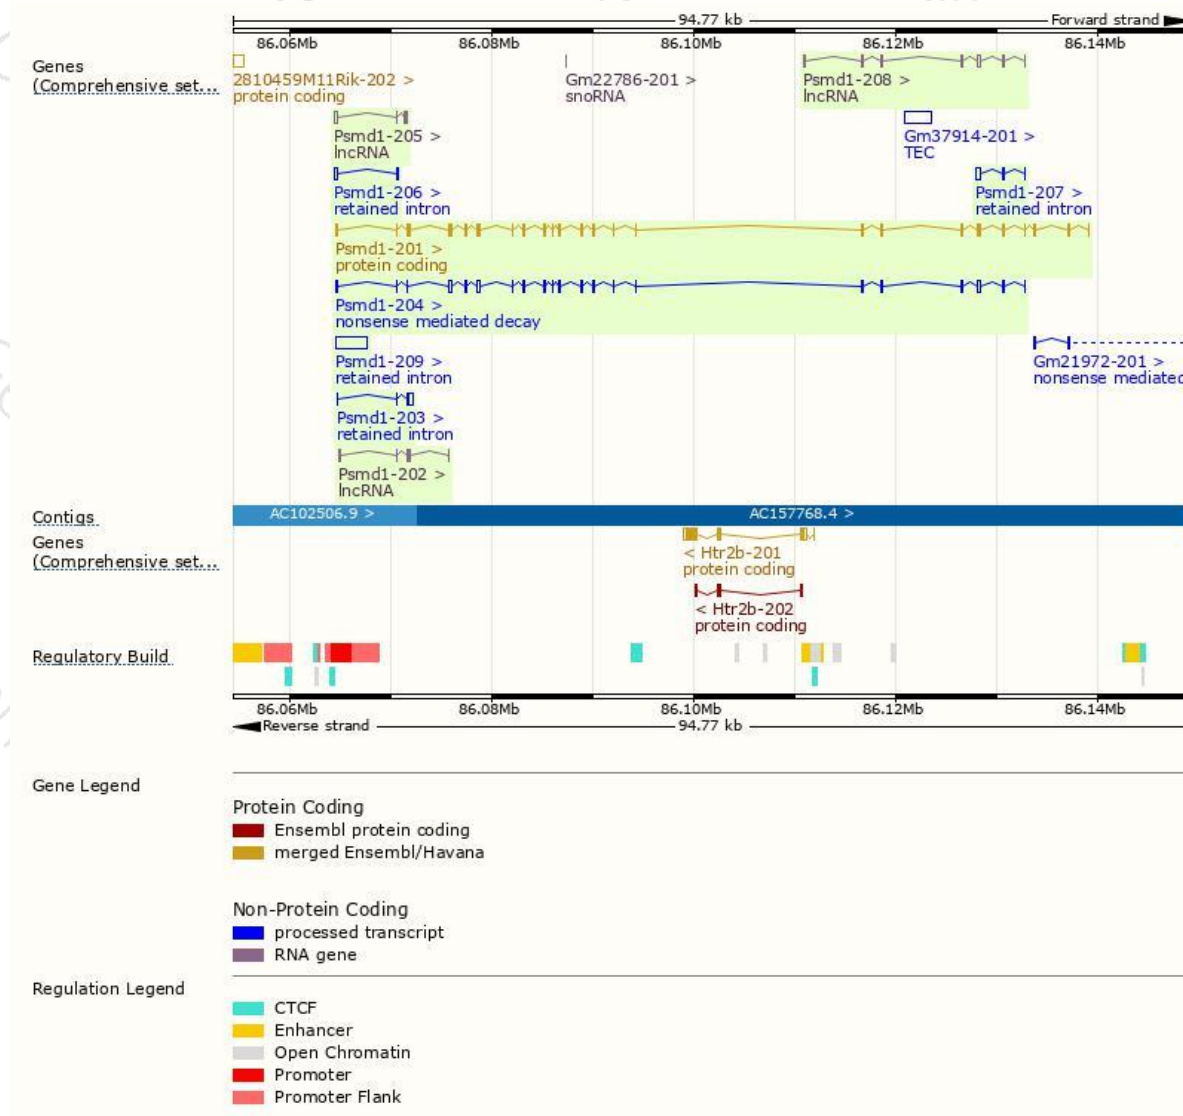 94.77 kb Forward strand
86.06Mb 86.08Mb 86.10Mb 86.12Mb 86.14Mb
Genes
(Comprehensive set...
2810459M11Rik-202 >
protein coding
Gm22786-201 >
snoRNA
Psmd1-208 >
lncRNA
Psmd1-205 >
lncRNA
Gm37914-201 >
TEC
Psmd1-206 >
retained intron
Psmd1-207 >
retained intron
Psmd1-201 >
protein coding
Psmd1-204 >
nonsense mediated decay
Psmd1-209 >
retained intron
Gm21972-201 >
nonsense mediated
Psmd1-203 >
retained intron
Psmd1-202 >
lncRNA
Contigs
AC102506.9 > AC157768.4 >
Genes
(Comprehensive set...
< Htr2b-201
protein coding
< Htr2b-202
protein coding
Regulatory Build
86.06Mb 86.08Mb 86.10Mb 86.12Mb 86.14Mb
Reverse strand 94.77 kb
Gene Legend
Protein Coding
Ensembl protein coding
merged Ensembl/Havana
Non-Protein Coding
processed transcript
RNA gene
Regulation Legend
CTCF
Enhancer
Open Chromatin
Promoter
Promoter Flank